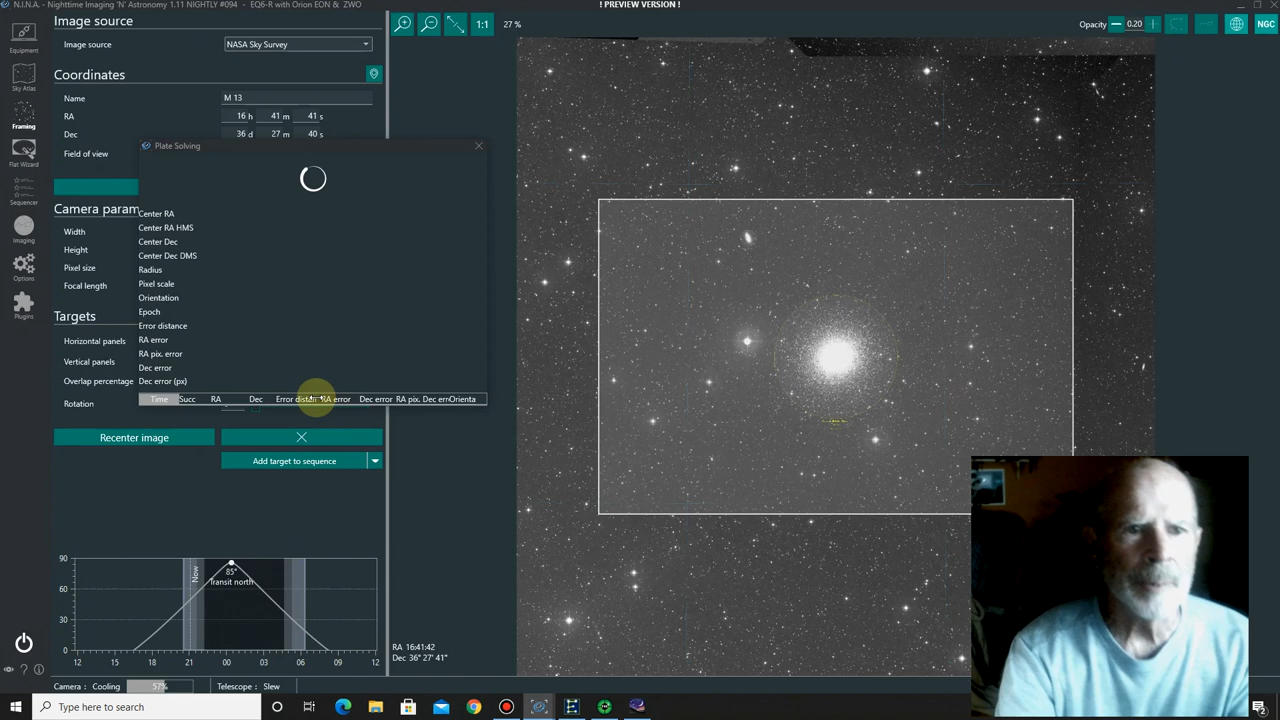 N.I.N.A. - Nighttime Imaging 'N' Astronomy 1.11 NIGHTLY #094 - EQ6-R with Orion EON & ZWO
! PREVIEW VERSION !
Image source
Image source NASA Sky Survey
Coordinates
Name M 13
RA 16 h 41 m 41 s
Dec 36 d 27 m 40 s
Field of view
Camera param
Width
Height
Pixel size
Focal length
Targets
Horizontal panels
Vertical panels
Overlap percentage
Rotation
Recenter image
Add target to sequence
Equipment
Sky Atlas
Framing
Flat Wizard
Sequencer
Imaging
Options
Plugins
Plate Solving
Center RA
Center RA HMS
Center Dec
Center Dec DMS
Radius
Pixel scale
Orientation
Epoch
Error distance
RA error
RA pix. error
Dec error
Dec error (px)
Time Succ RA Dec Error distan RA error Dec error RA pix. Dec err Orienta
1:1
27 %
Opacity 0.20
NGC
90
60
30
0
Now
85°
Transit north
12 15 18 21 00 03 06 09 12
RA 16:41:42
Dec 36° 27' 41"
Camera : Cooling 57% Telescope : Slew
Type here to search
2